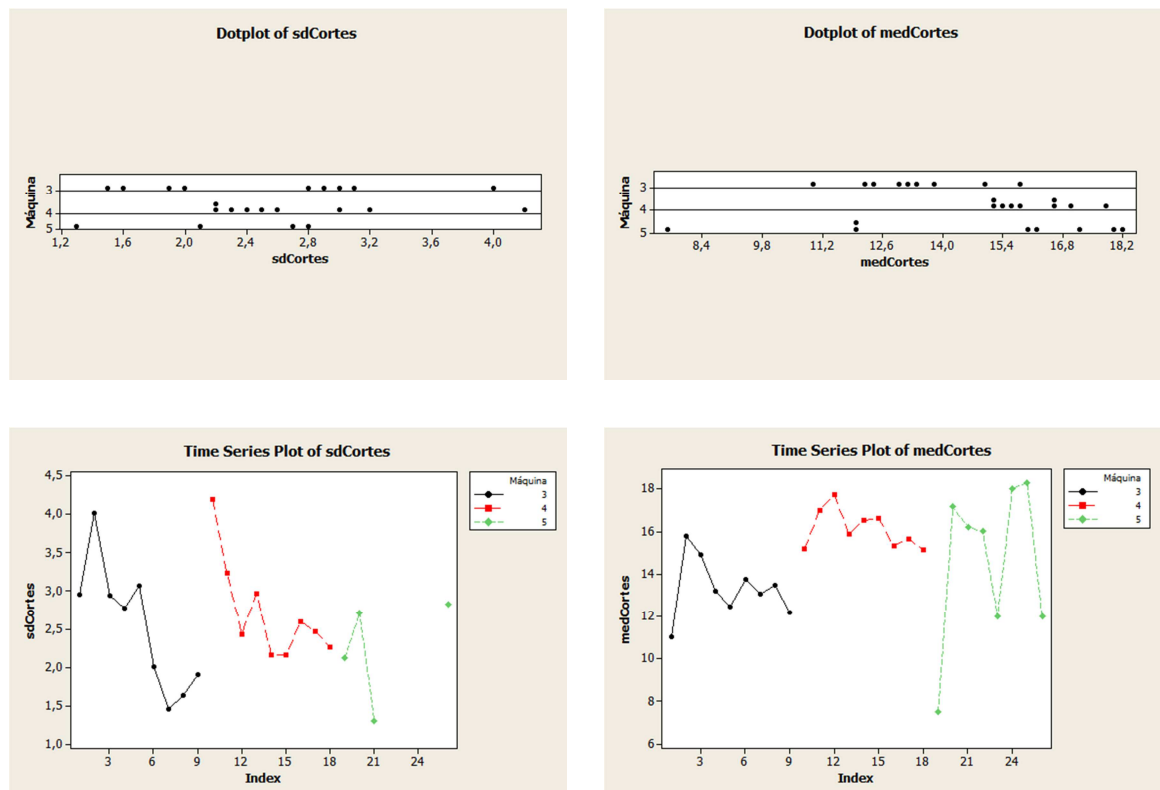 Dotplot of sdCortes
Máquina
3
4
5
1,2 1,6 2,0 2,4 2,8 3,2 3,6 4,0
sdCortes
Dotplot of medCortes
Máquina
3
4
5
8,4 9,8 11,2 12,6 14,0 15,4 16,8 18,2
medCortes
Time Series Plot of sdCortes
4,5
4,0
3,5
3,0
2,5
2,0
1,5
1,0
sdCortes
3 6 9 12 15 18 21 24
Index
Máquina
3
4
5
Time Series Plot of medCortes
18
16
14
12
10
8
6
medCortes
3 6 9 12 15 18 21 24
Index
Máquina
3
4
5